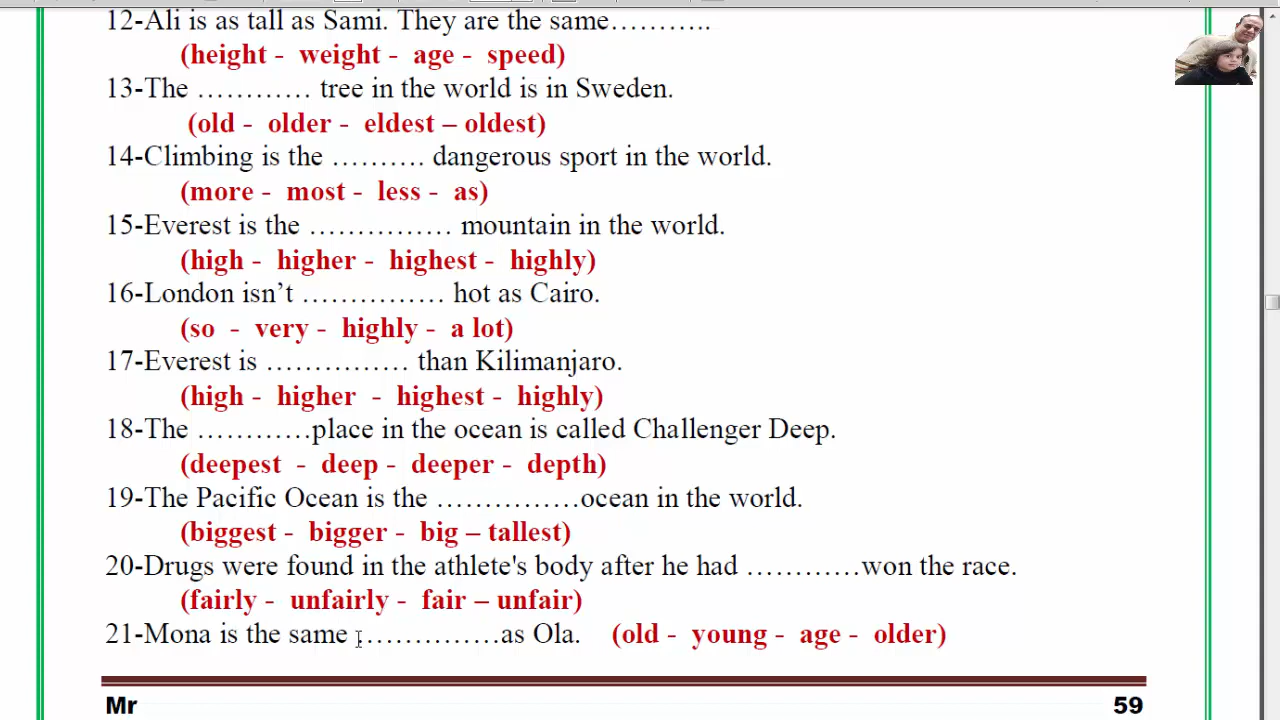 12-Ali is as tall as Sami. They are the same………..
(height - weight - age - speed)
13-The ………… tree in the world is in Sweden.
(old - older - eldest – oldest)
14-Climbing is the ………. dangerous sport in the world.
(more - most - less - as)
15-Everest is the …………… mountain in the world.
(high - higher - highest - highly)
16-London isn’t …………… hot as Cairo.
(so - very - highly - a lot)
17-Everest is …………… than Kilimanjaro.
(high - higher - highest - highly)
18-The …………place in the ocean is called Challenger Deep.
(deepest - deep - deeper - depth)
19-The Pacific Ocean is the ……………ocean in the world.
(biggest - bigger - big – tallest)
20-Drugs were found in the athlete's body after he had …………won the race.
(fairly - unfairly - fair – unfair)
21-Mona is the same ……………as Ola. (old - young - age - older)
Mr 59